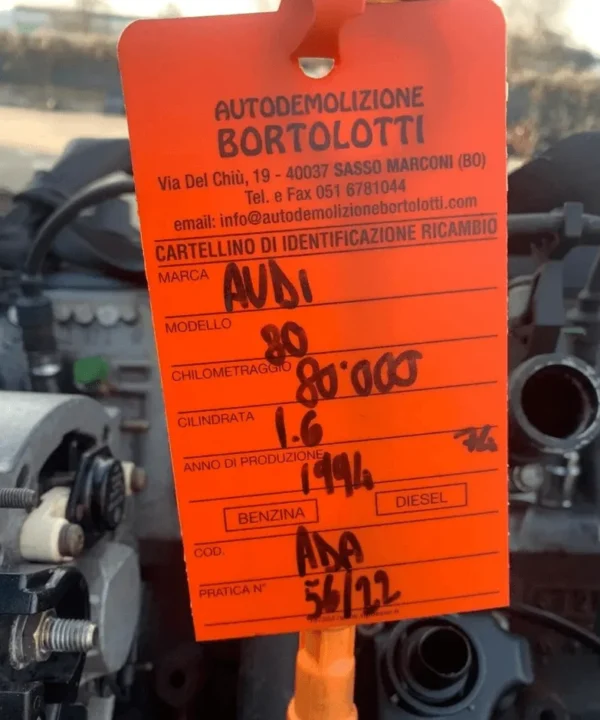 AUTODEMOLIZIONE
BORTOLOTTI
Via Del Chiù, 19 - 40037 SASSO MARCONI (BO)
Tel. e Fax 051 6781044
email: info@autodemolizionebortolotti.com
CARTELLINO DI IDENTIFICAZIONE RICAMBIO
MARCA AUDI
MODELLO 80
CHILOMETRAGGIO 80.000
CILINDRATA 1.6
74
ANNO DI PRODUZIONE 1994
BENZINA DIESEL
COD. ADA
PRATICA N° 56/22